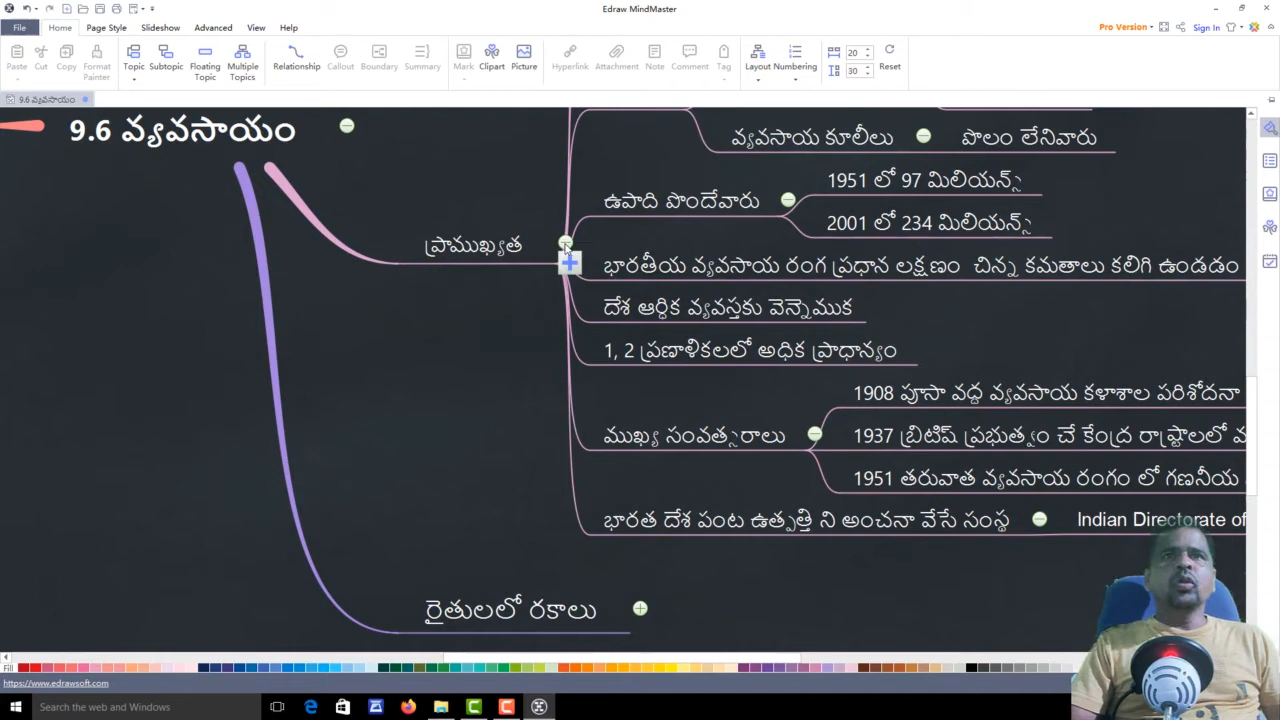 Edraw MindMaster
File Home Page Style Slideshow Advanced View Help
Pro Version Sign In
Paste Cut Copy Format Painter Topic Subtopic Floating Topic Multiple Topics Relationship Callout Boundary Summary Mark Clipart Picture Hyperlink Attachment Note Comment Tag Layout Numbering 20 30 Reset
9.6 వ్యవసాయం
9.6 వ్యవసాయం
వ్యవసాయ కూలీలు
పొలం లేనివారు
ప్రాముఖ్యత
ఉపాది పొందేవారు
1951 లో 97 మిలియన్స్
2001 లో 234 మిలియన్స్
భారతీయ వ్యవసాయ రంగ ప్రధాన లక్షణం చిన్న కమతాలు కలిగి ఉండడం
దేశ ఆర్ధిక వ్యవస్తకు వెన్నెముక
1, 2 ప్రణాళికలలో అధిక ప్రాధాన్యం
ముఖ్య సంవత్సరాలు
1908 పూసా వద్ద వ్యవసాయ కళాశాల పరిశోదనా
1937 బ్రిటిష్ ప్రభుత్వం చే కేంద్ర రాష్ట్రాలలో వ
1951 తరువాత వ్యవసాయ రంగం లో గణనీయ
భారత దేశ పంట ఉత్పత్తి ని అంచనా వేసే సంస్థ
Indian Directorate of
రైతులలో రకాలు
Fill
https://www.edrawsoft.com
Search the web and Windows